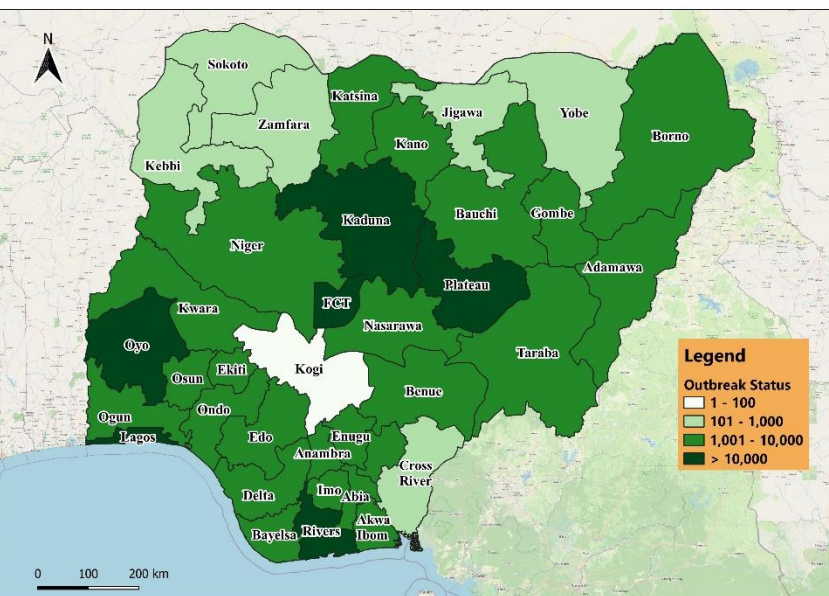 N
Sokoto
Katsina
Zamfara
Jigawa
Yobe
Kano
Borno
Kebbi
Kaduna
Bauchi
Gombe
Niger
Adamawa
Plateau
FCT
Kwara
Nasarawa
Oyo
Taraba
Kogi
Ekiti
Osun
Benue
Ogun
Ondo
Lagos
Edo
Enugu
Anambra
Cross
River
Delta
Imo
Abia
Akwa
Ibom
Bayelsa
Rivers
Legend
Outbreak Status
1 - 100
101 - 1,000
1,001 - 10,000
> 10,000
0 100 200 km